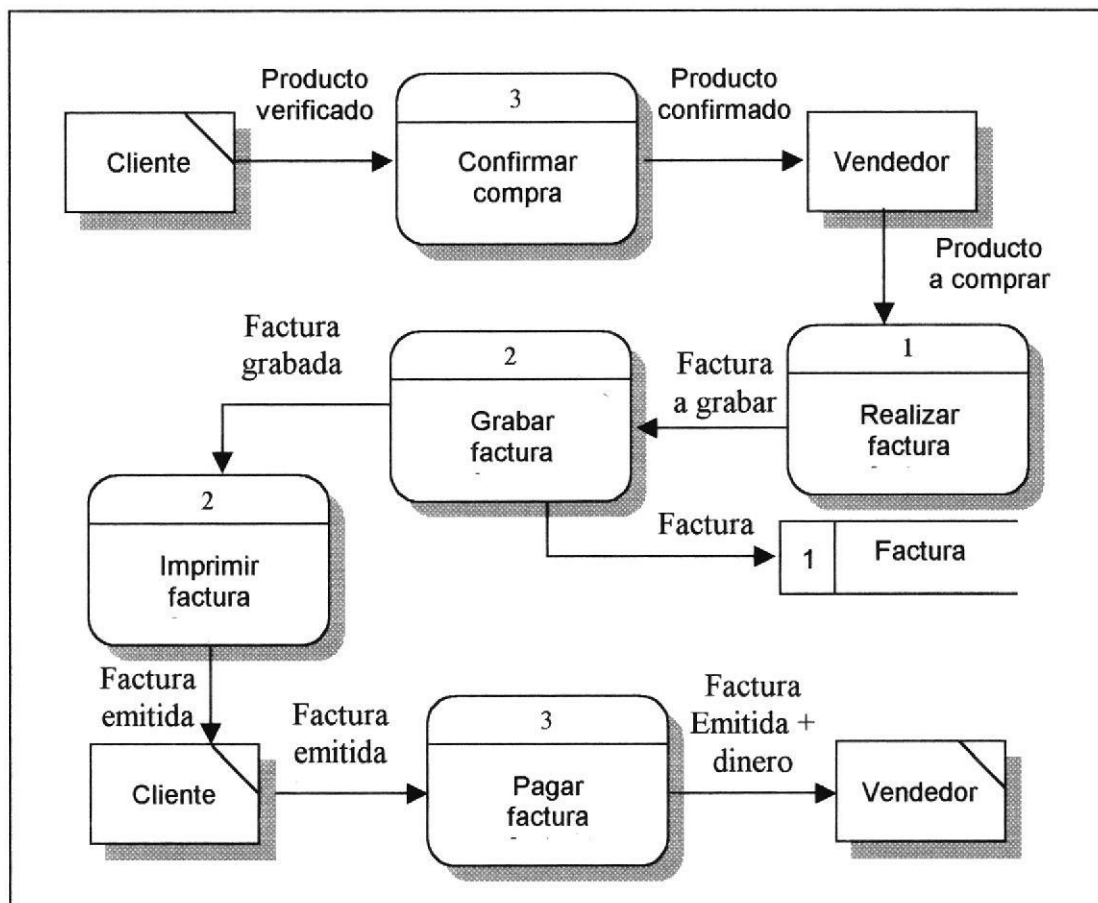 Producto
verificado
3
Producto
confirmado
Cliente
Confirmar
compra
Vendedor
Producto
a comprar
Factura
grabada
2
Factura
a grabar
1
Grabar
factura
Realizar
factura
2
Imprimir
factura
Factura
1
Factura
Factura
emitida
Factura
emitida
3
Factura
Emitida +
dinero
Cliente
Pagar
factura
Vendedor